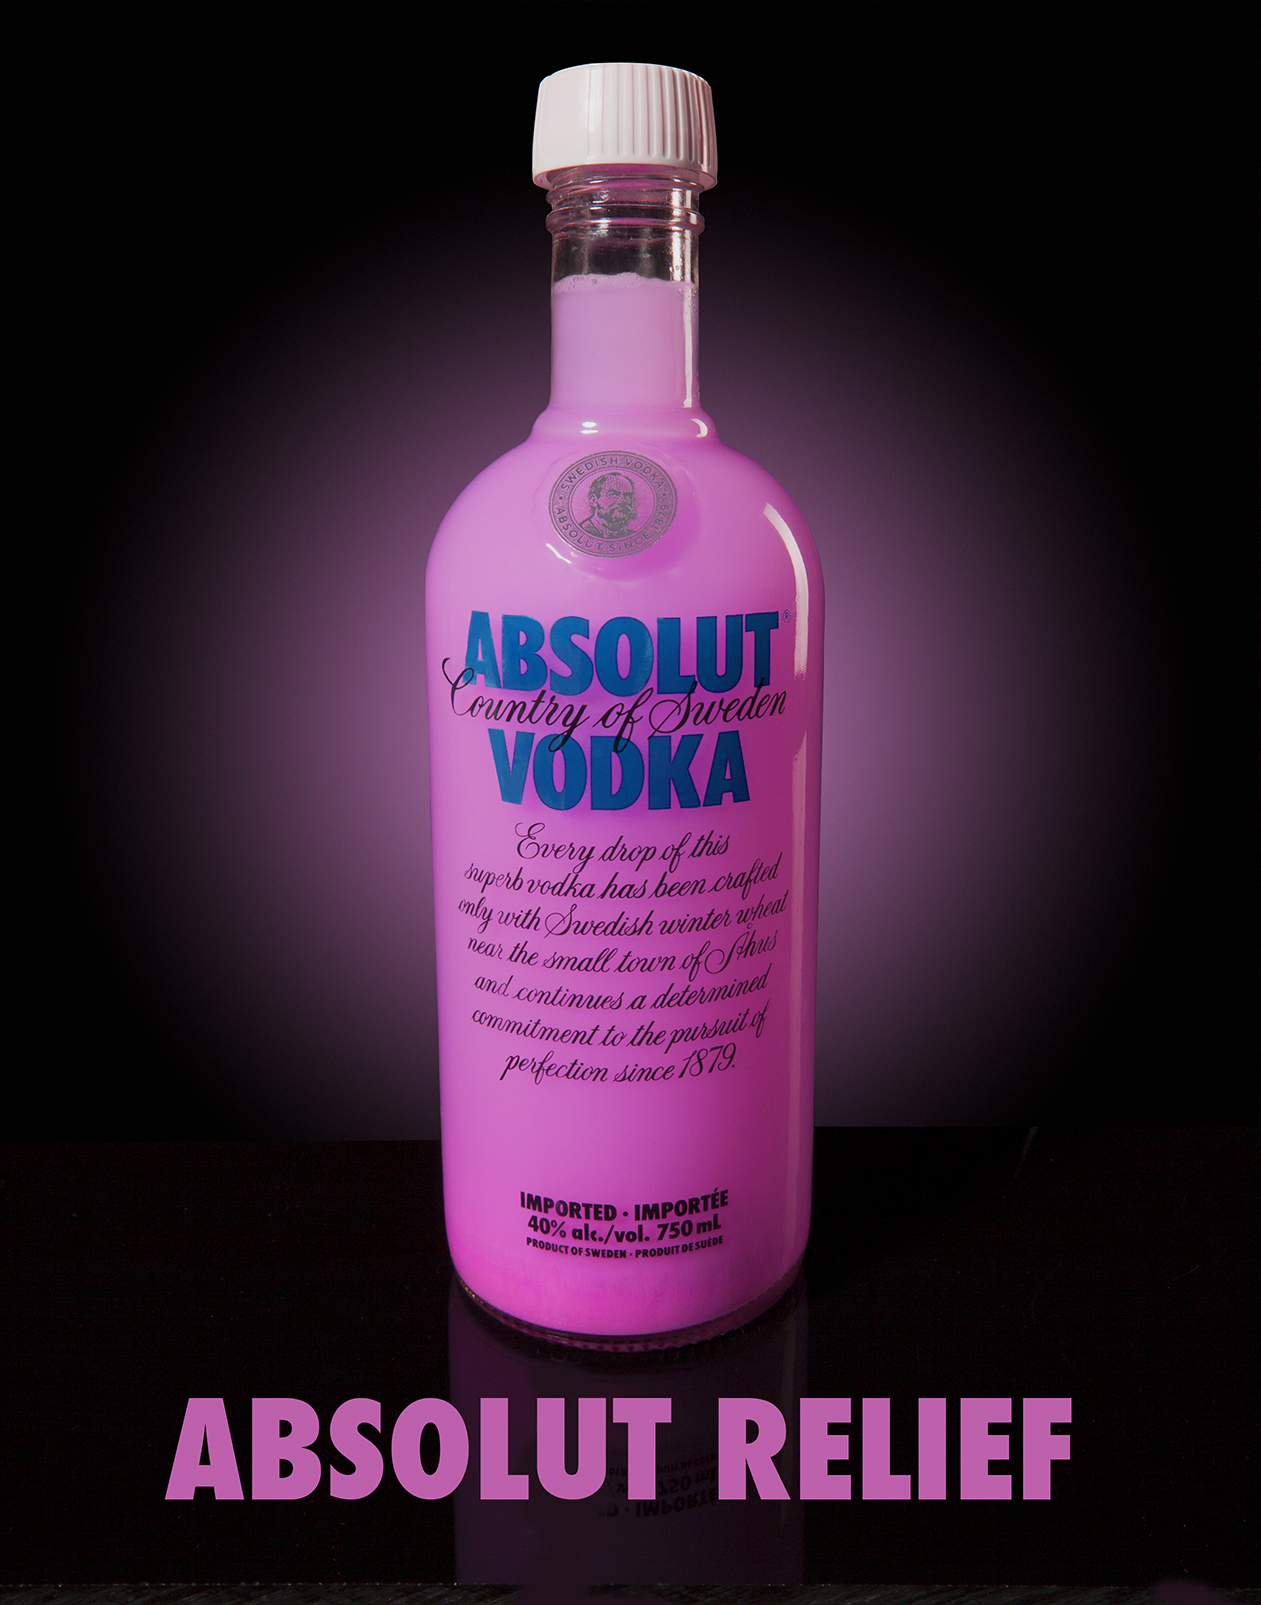 SWEDISH VODKA
ABSOLUT SINCE 1879
ABSOLUT®
Country of Sweden
VODKA
Every drop of this
superb vodka has been crafted
only with Swedish winter wheat
near the small town of Åhus
and continues a determined
commitment to the pursuit of
perfection since 1879.
IMPORTED · IMPORTÉE
40% alc./vol. 750 mL
PRODUCT OF SWEDEN · PRODUIT DE SUÈDE
ABSOLUT RELIEF